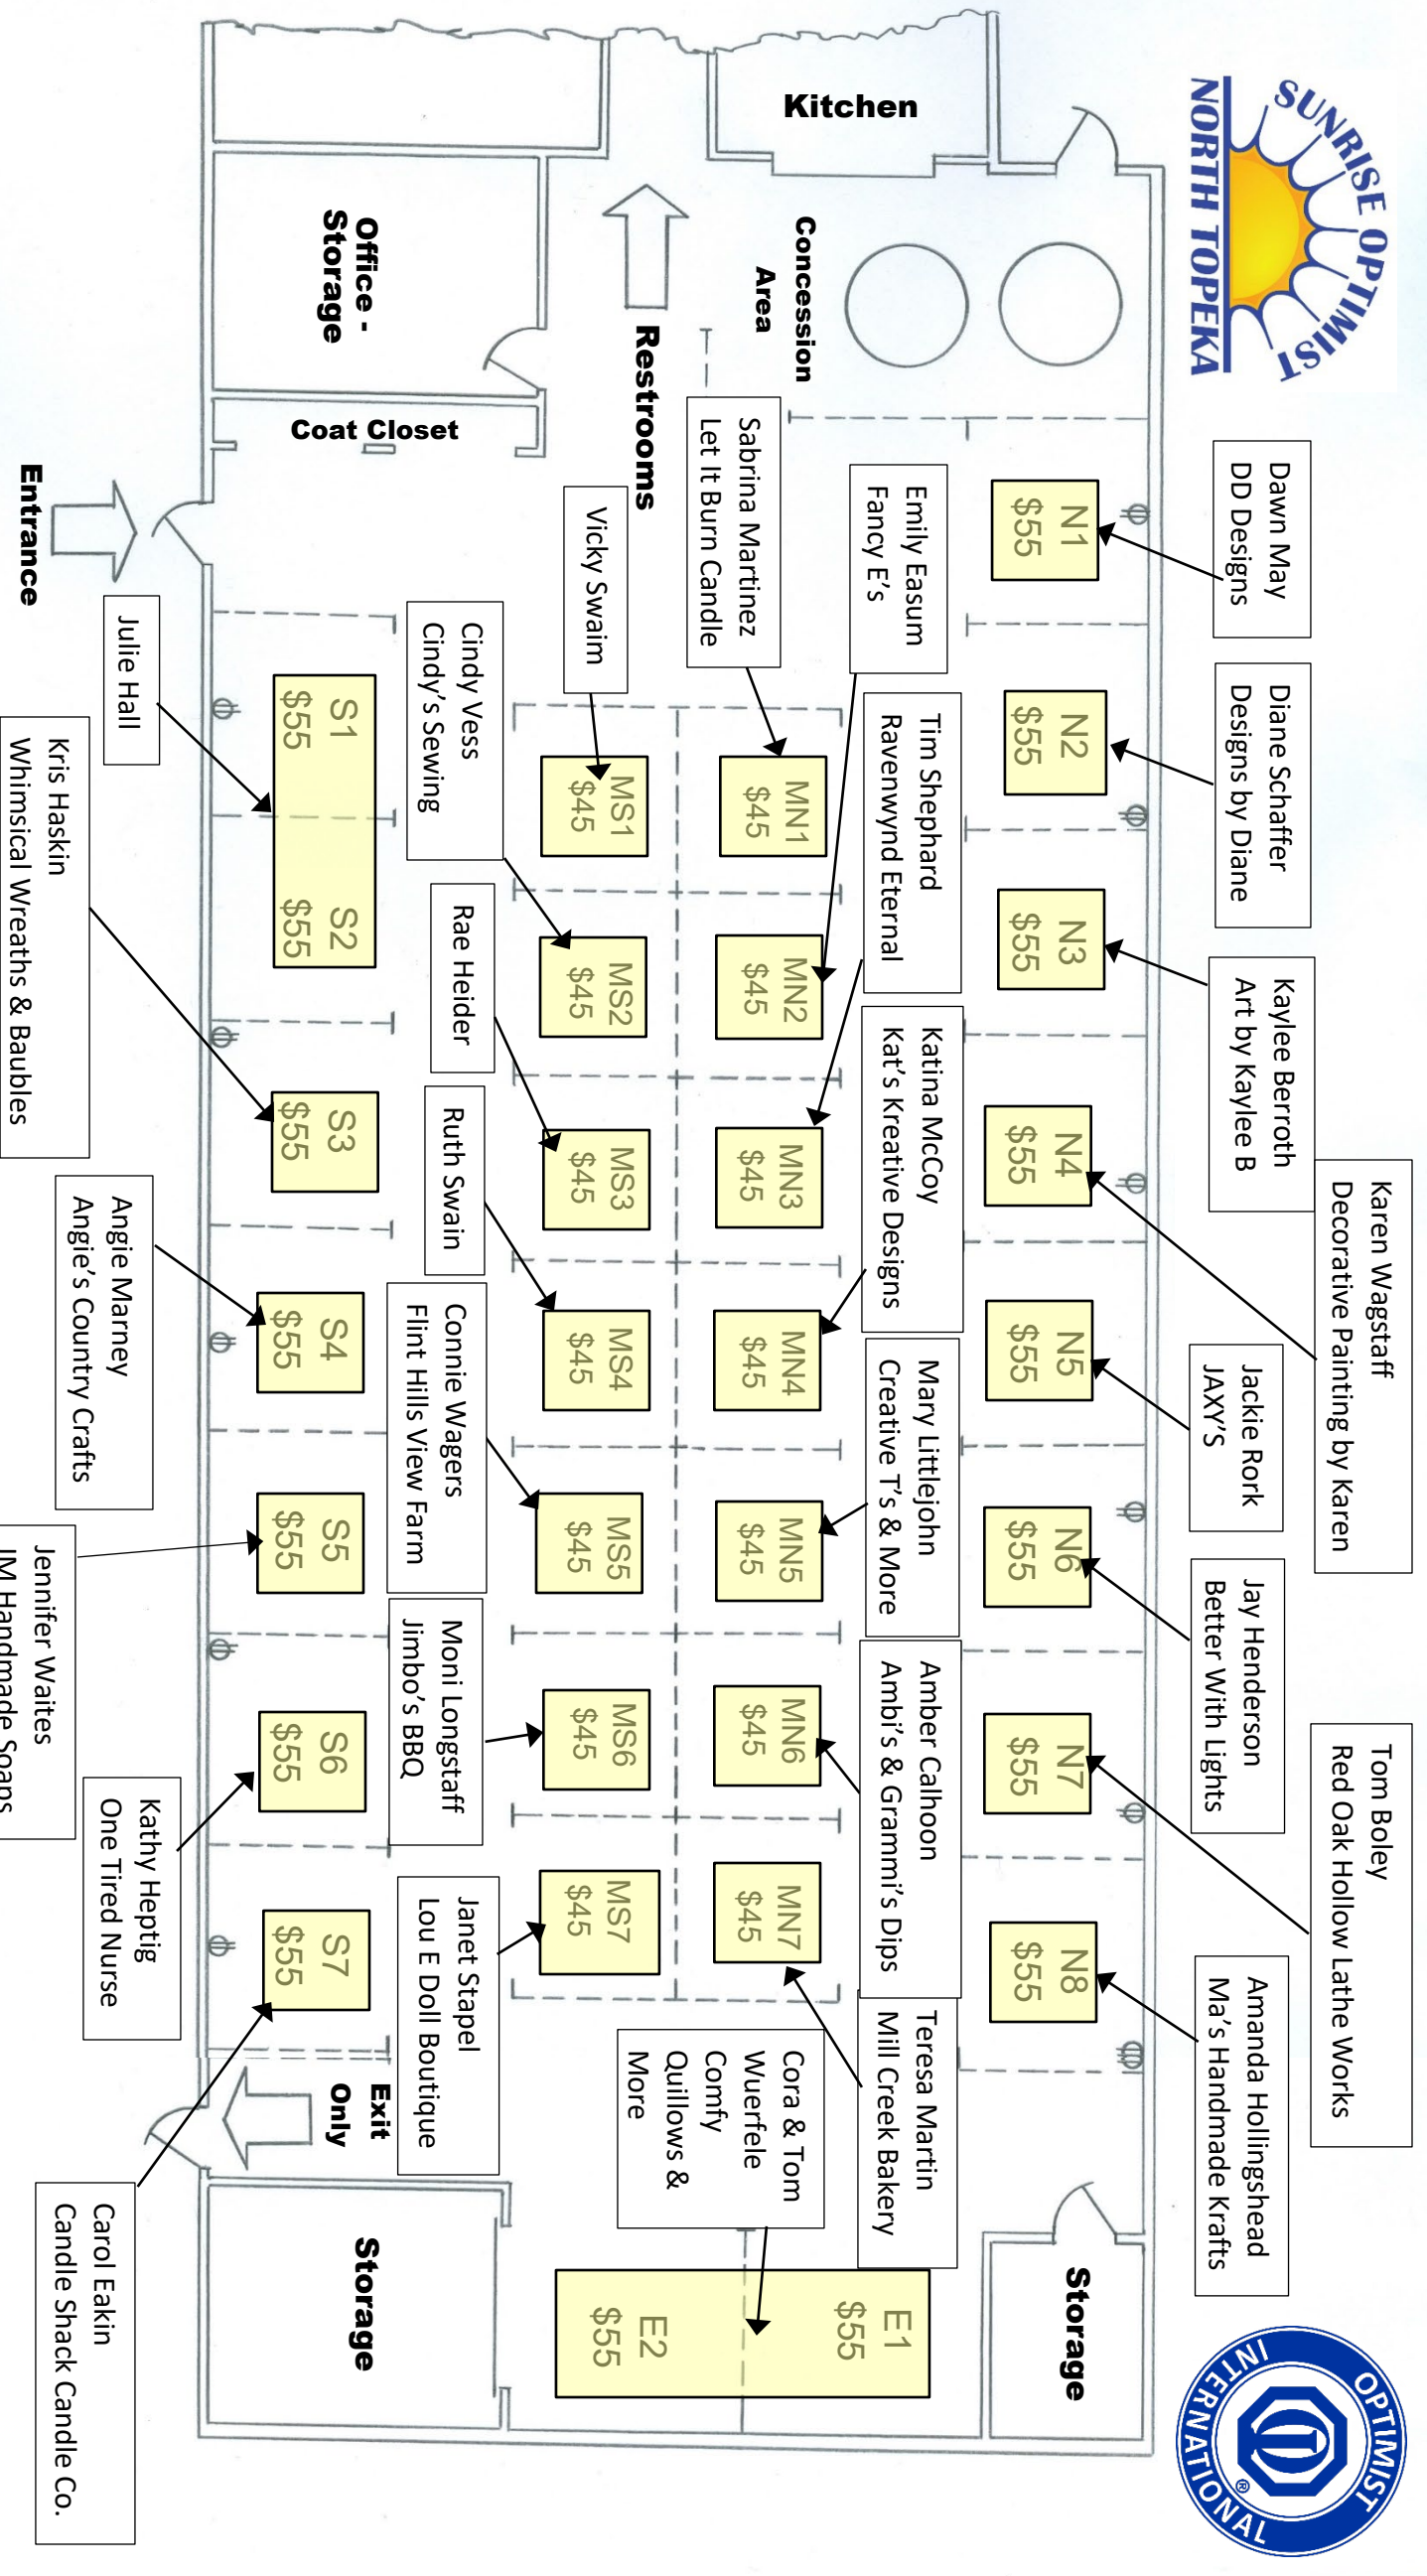 SUNRISE OPTIMIST
NORTH TOPEKA
OPTIMIST
INTERNATIONAL
®
Dawn May
DD Designs
Diane Schaffer
Designs by Diane
Kaylee Berroth
Art by Kaylee B
Karen Wagstaff
Decorative Painting by Karen
Jackie Rork
JAXY'S
Jay Henderson
Better With Lights
Tom Boley
Red Oak Hollow Lathe Works
Amanda Hollingshead
Ma's Handmade Krafts
Kitchen
Concession
Area
N1
$55
N2
$55
N3
$55
N4
$55
N5
$55
N6
$55
N7
$55
N8
$55
Storage
Emily Easum
Fancy E's
Tim Shephard
Ravenwynd Eternal
Katina McCoy
Kat's Kreative Designs
Mary Littlejohn
Creative T's & More
Amber Calhoon
Ambi's & Grammi's Dips
Teresa Martin
Mill Creek Bakery
Sabrina Martinez
Let It Burn Candle
Cora & Tom
Wuerfele
Comfy
Quillows &
More
MN1
$45
MN2
$45
MN3
$45
MN4
$45
MN5
$45
MN6
$45
MN7
$45
E1
$55
E2
$55
Restrooms
Vicky Swaim
MS1
$45
MS2
$45
MS3
$45
MS4
$45
MS5
$45
MS6
$45
MS7
$45
Cindy Vess
Cindy's Sewing
Rae Heider
Ruth Swain
Connie Wagers
Flint Hills View Farm
Moni Longstaff
Jimbo's BBQ
Janet Stapel
Lou E Doll Boutique
Office -
Storage
Coat Closet
S1
$55
S2
$55
S3
$55
S4
$55
S5
$55
S6
$55
S7
$55
Exit
Only
Storage
Entrance
Julie Hall
Kris Haskin
Whimsical Wreaths & Baubles
Angie Marney
Angie's Country Crafts
Jennifer Waites
JM Handmade Soaps
Kathy Heptig
One Tired Nurse
Carol Eakin
Candle Shack Candle Co.